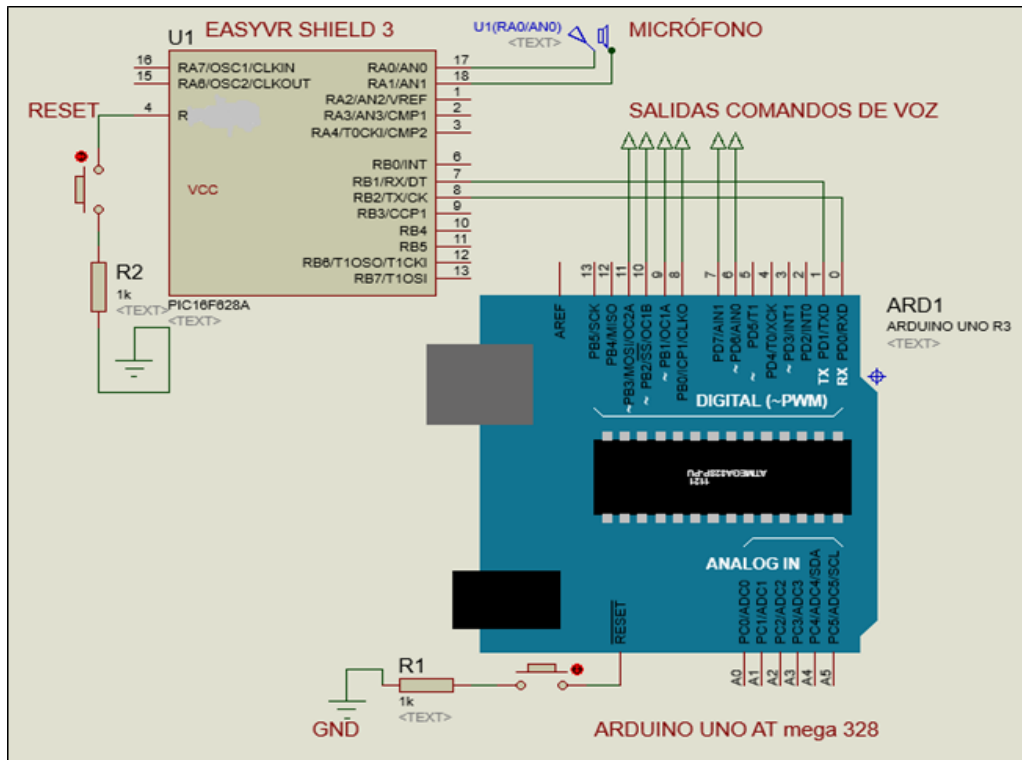 EASYVR SHIELD 3
U1
U1(RA0/AN0)
<TEXT>
MICRÓFONO
16
15
4
RA7/OSC1/CLKIN
RA6/OSC2/CLKOUT
R
VCC
RA0/AN0
RA1/AN1
RA2/AN2/VREF
RA3/AN3/CMP1
RA4/T0CKI/CMP2
RB0/INT
RB1/RX/DT
RB2/TX/CK
RB3/CCP1
RB4
RB5
RB6/T1OSO/T1CKI
RB7/T1OSI
17
18
1
2
3
6
7
8
9
10
11
12
13
RESET
R2
1k
<TEXT>
PIC16F628A
<TEXT>
SALIDAS COMANDOS DE VOZ
13
12
11
10
9
8
7
6
5
4
3
2
1
0
AREF
PB5/SCK
PB4/MISO
~PB3/MOSI/OC2A
~ PB2/SS/OC1B
~ PB1/OC1A
PB0/ICP1/CLKO
PD7/AIN1
~ PD6/AIN0
~ PD5/T1
PD4/T0/XCK
~ PD3/INT1
PD2/INT0
TX PD1/TXD
RX PD0/RXD
DIGITAL (~PWM)
ARD1
ARDUINO UNO R3
<TEXT>
1121
ATMEGA328P-PU
ANALOG IN
RESET
PC0/ADC0
PC1/ADC1
PC2/ADC2
PC3/ADC3
PC4/ADC4/SDA
PC5/ADC5/SCL
A0
A1
A2
A3
A4
A5
R1
1k
<TEXT>
GND
ARDUINO UNO AT mega 328